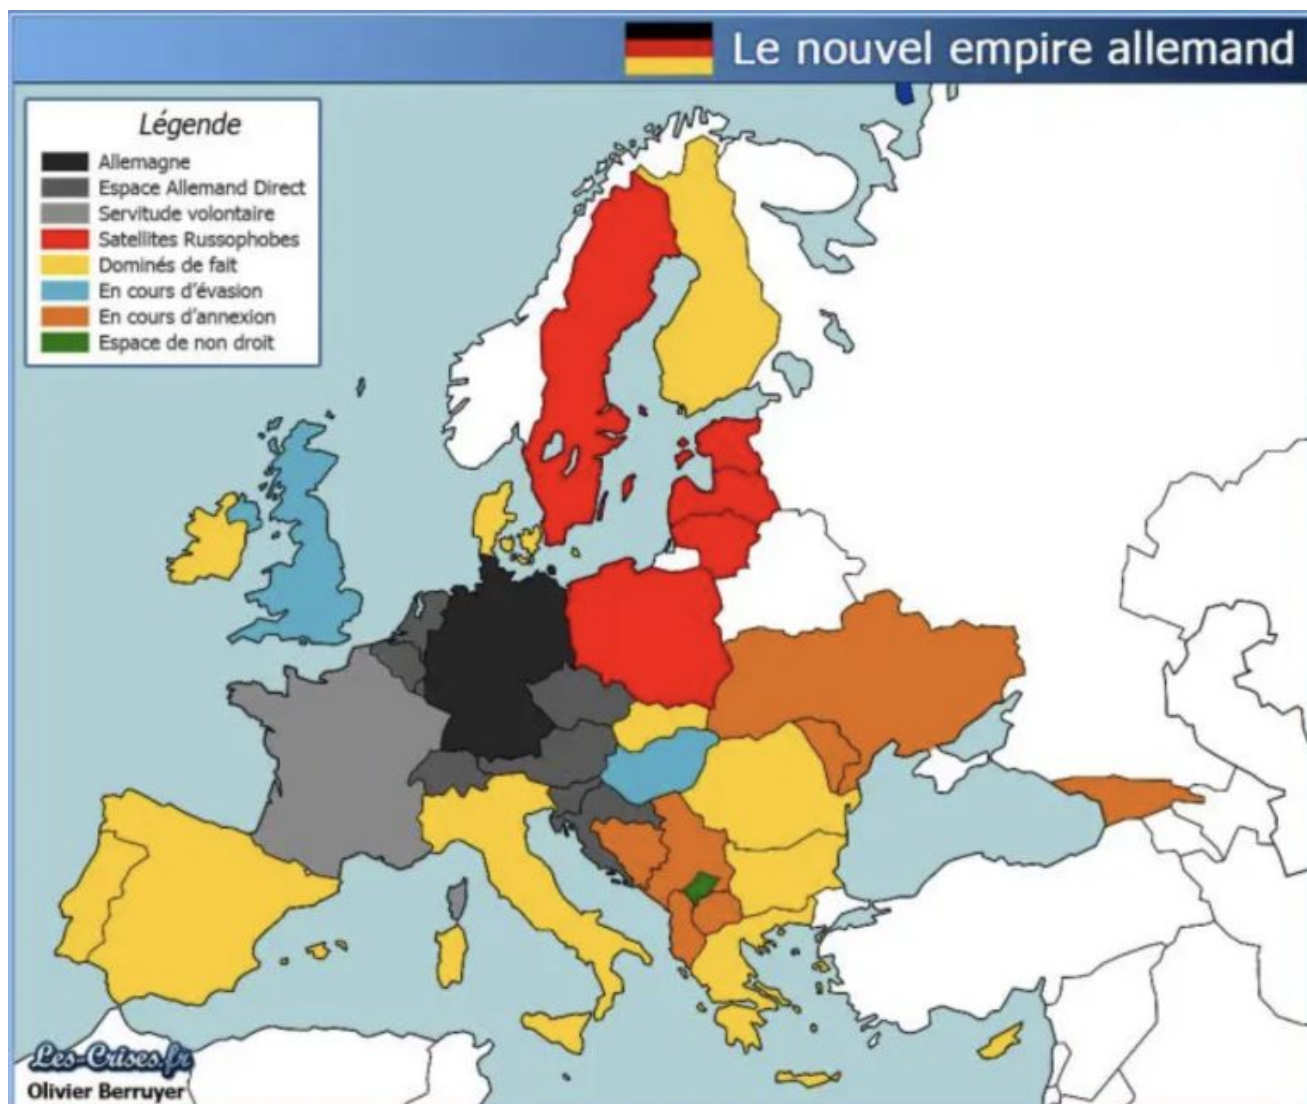 Le nouvel empire allemand
Légende
Allemagne
Espace Allemand Direct
Servitude volontaire
Satellites Russophobes
Dominés de fait
En cours d'évasion
En cours d'annexion
Espace de non droit
Les-Crises.fr
Olivier Berruyer